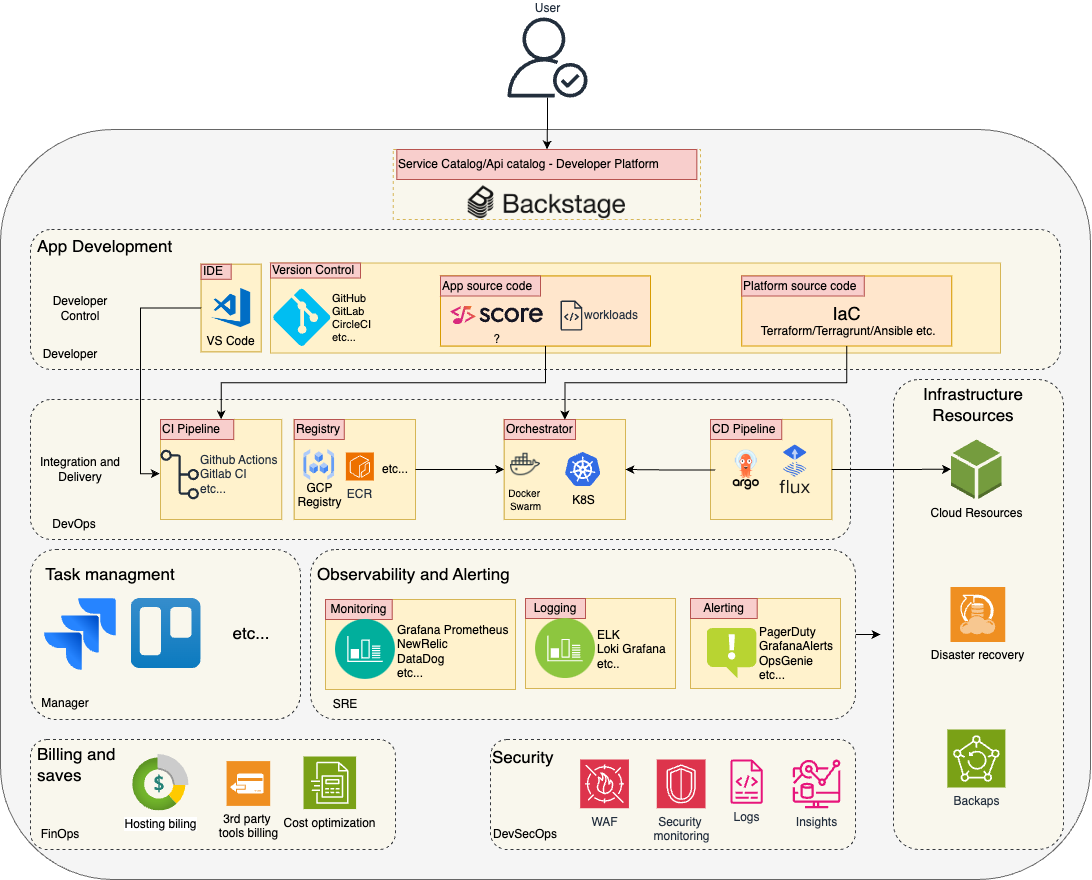 User
Service Catalog/Api catalog - Developer Platform
Backstage
App Development
Developer
Control
Developer
IDE
VS Code
Version Control
GitHub
GitLab
CircleCI
etc...
App source code
score
?
workloads
Platform source code
IaC
Terraform/Terragrunt/Ansible etc.
Integration and
Delivery
DevOps
CI Pipeline
Github Actions
Gitlab CI
etc...
Registry
GCP
Registry
ECR
etc...
Orchestrator
Docker
Swarm
K8S
CD Pipeline
argo
flux
Infrastructure
Resources
Cloud Resources
Disaster recovery
Backaps
Task managment
etc...
Manager
Observability and Alerting
Monitoring
Grafana Prometheus
NewRelic
DataDog
etc...
Logging
ELK
Loki Grafana
etc..
Alerting
PagerDuty
GrafanaAlerts
OpsGenie
etc...
SRE
Billing and
saves
FinOps
$
Hosting biling
3rd party
tools billing
Cost optimization
Security
DevSecOps
WAF
Security
monitoring
Logs
Insights